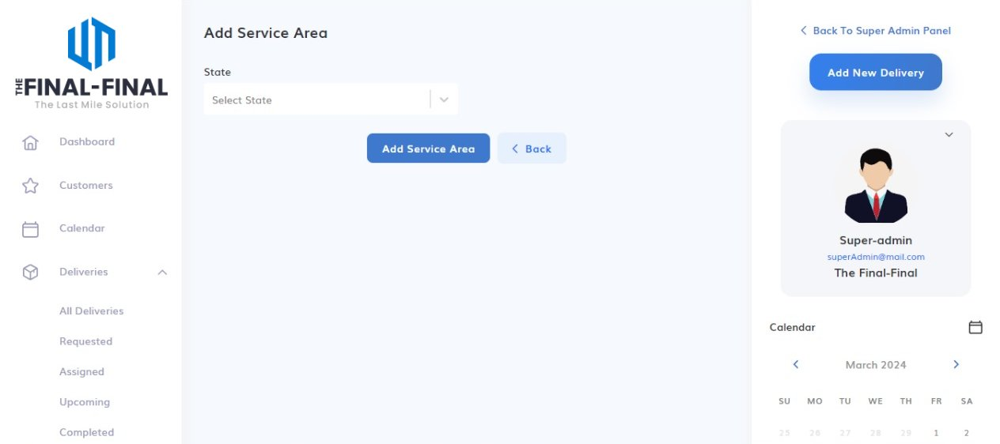 THE FINAL-FINAL
The Last Mile Solution
Dashboard
Customers
Calendar
Deliveries
All Deliveries
Requested
Assigned
Upcoming
Completed
Add Service Area
State
Select State
Add Service Area
Back
Back To Super Admin Panel
Add New Delivery
Super-admin
superAdmin@mail.com
The Final-Final
Calendar
March 2024
SU MO TU WE TH FR SA
25 26 27 28 29 1 2